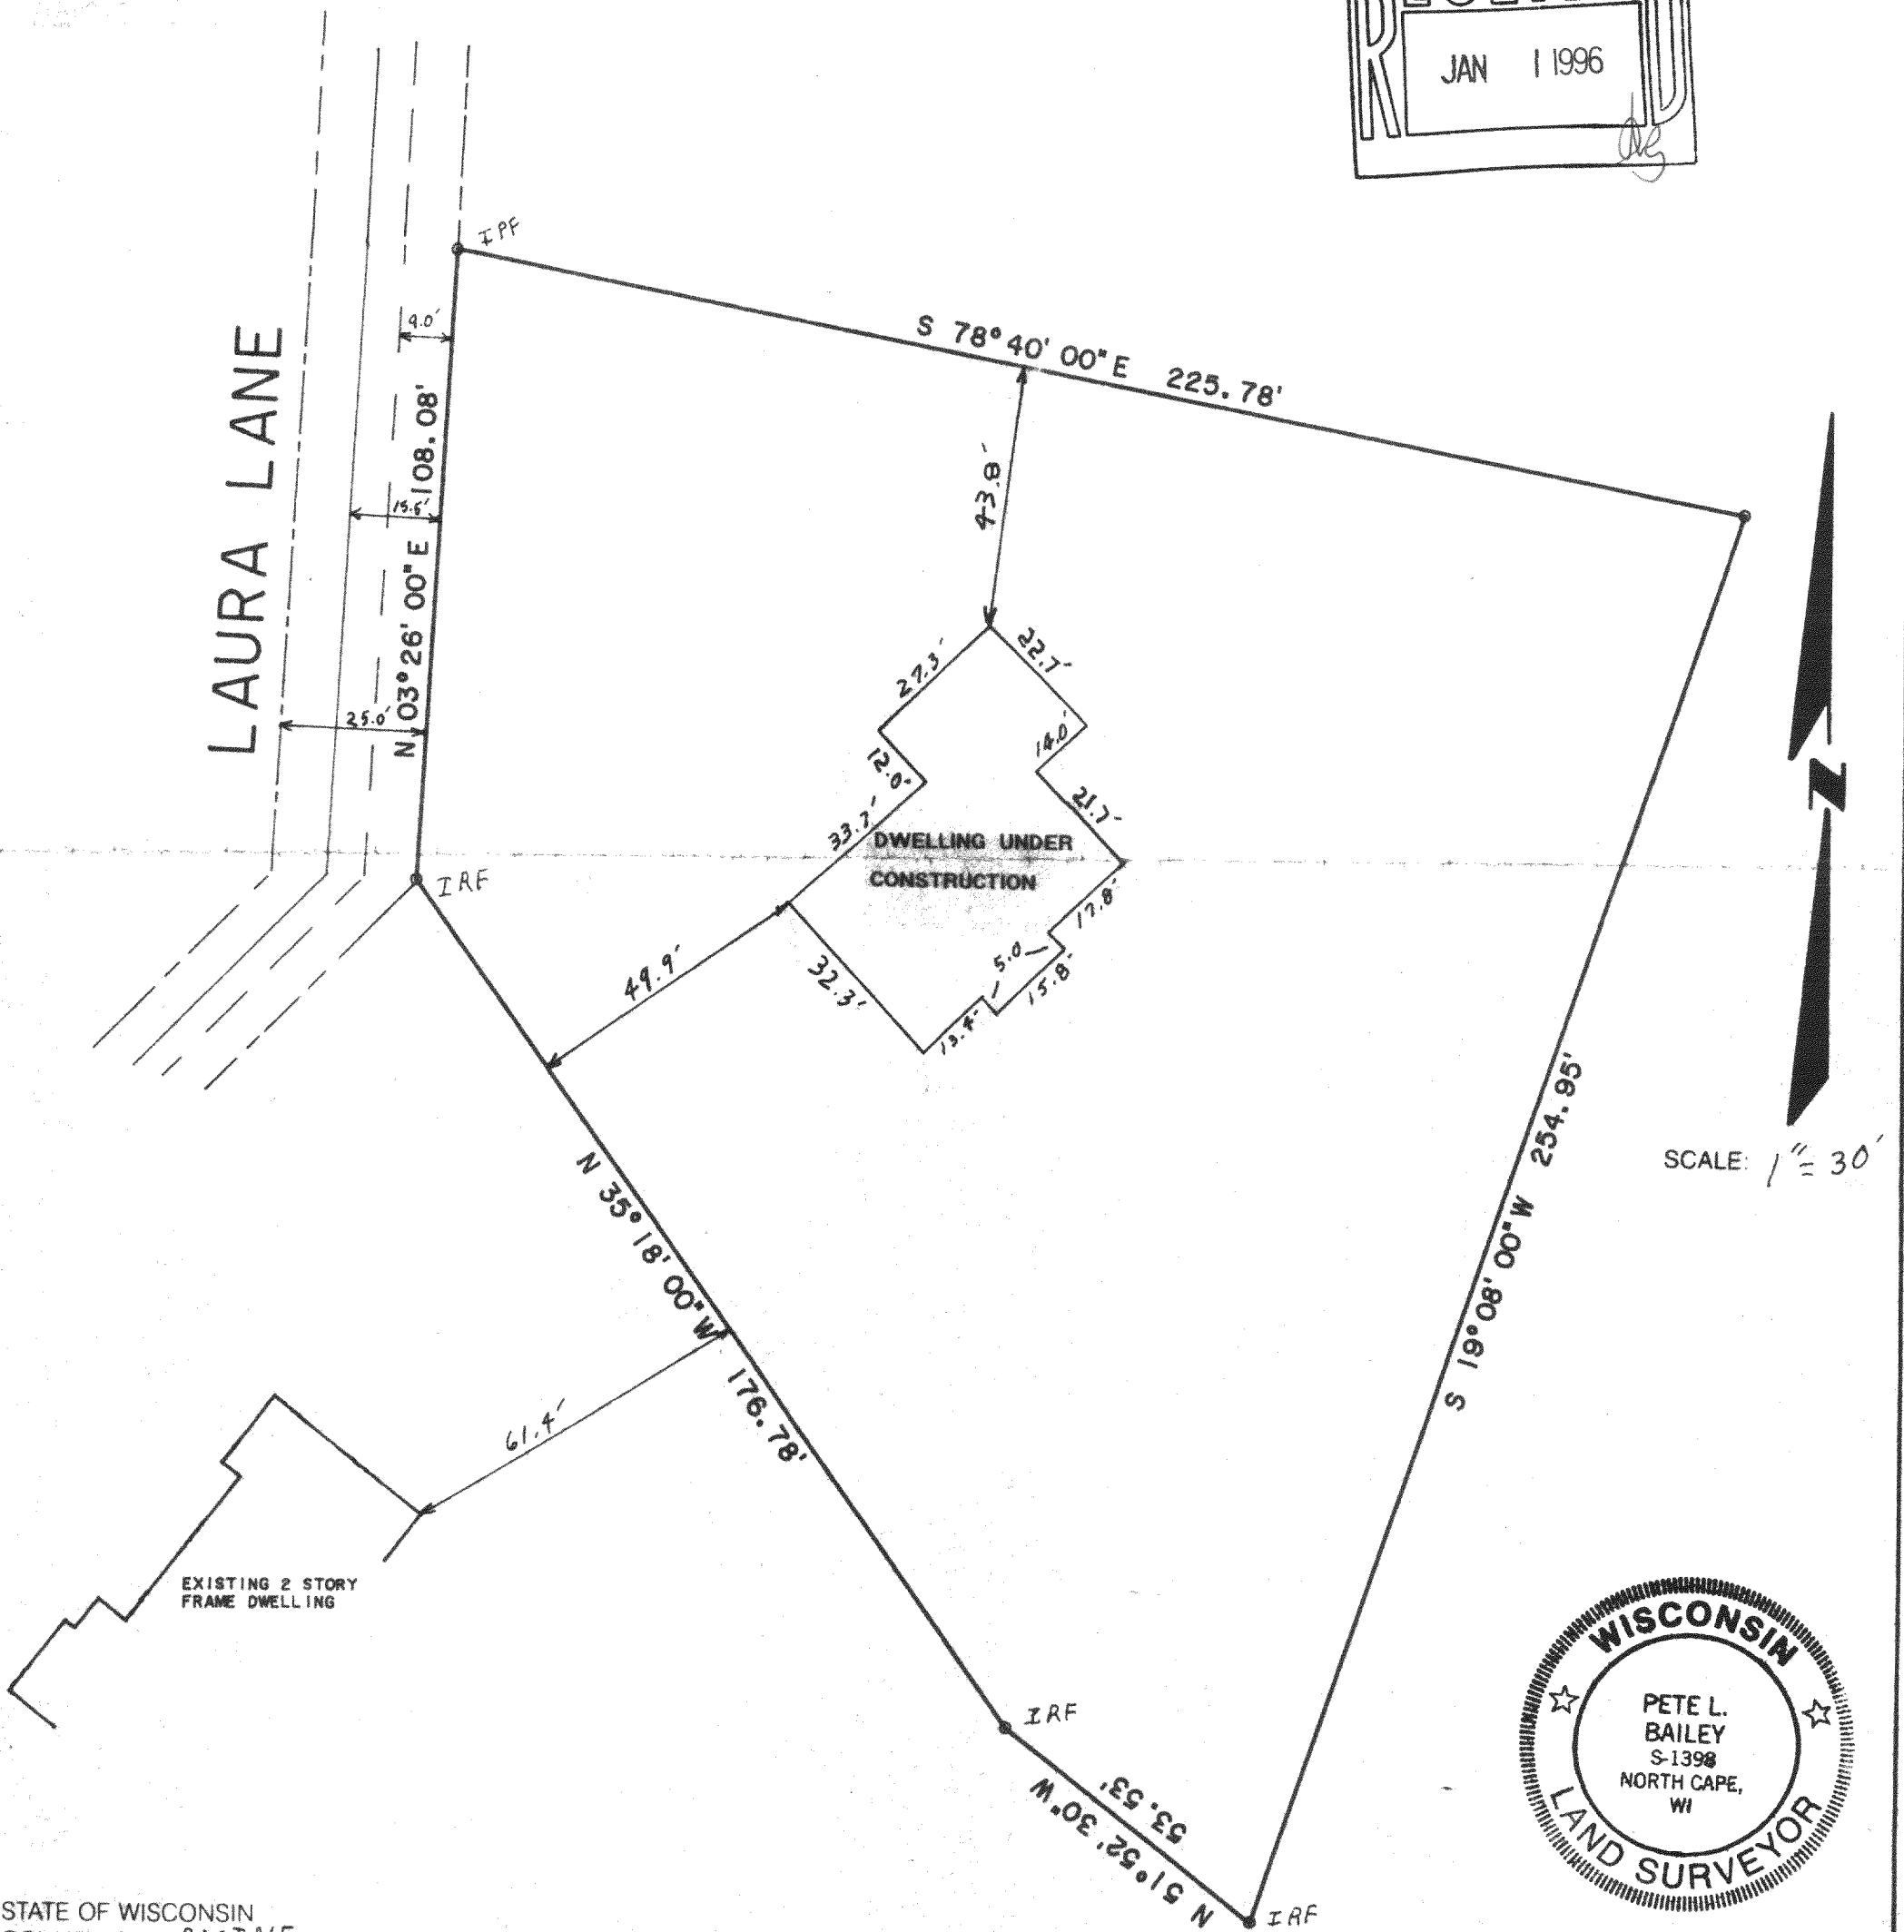 JAN 1 1996
IPF
9.0'
S 78° 40' 00" E 225.78'
LAURA LANE
N 03° 26' 00" E 108.08'
43.8'
15.5'
25.0'
27.3'
22.7'
14.0'
12.0'
21.7'
33.7'
DWELLING UNDER
CONSTRUCTION
IRF
17.8'
49.9'
32.3'
5.0
15.8'
13.4'
N
S 19° 08' 00" W 254.95'
SCALE: 1" = 30'
N 35° 18' 00" W 176.78'
61.4'
EXISTING 2 STORY
FRAME DWELLING
IRF
N 51° 52' 30" W
53.53'
IRF
WISCONSIN
PETE L.
BAILEY
S-1398
NORTH CAPE,
WI
LAND SURVEYOR
STATE OF WISCONSIN